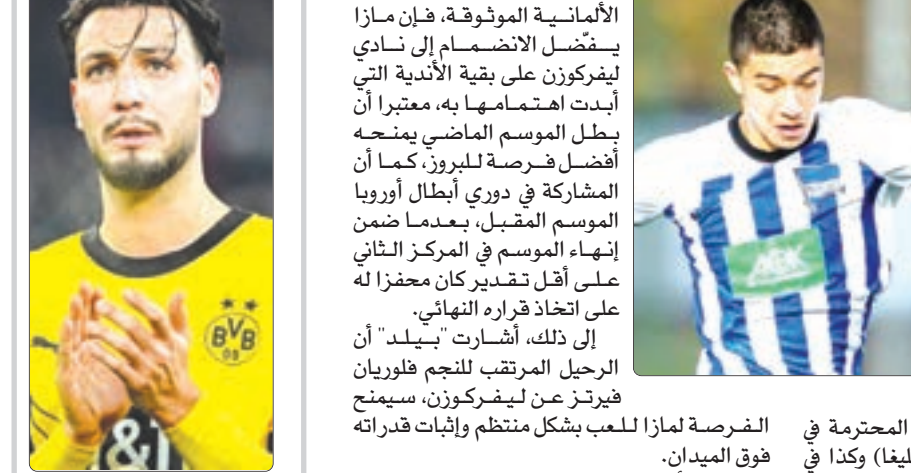 الألمانية الموثوقة، فإن مازا
يفضّل الانضمام إلى نادي
ليفركوزن على بقية الأندية التي
أبدت اهتمامها به، معتبرا أن
بطل الموسم الماضي يمنحه
أفضل فرصة للبروز، كما أن
المشاركة في دوري أبطال أوروبا
الموسم المقبل، بعدما ضمن
إنهاء الموسم في المركز الثاني
على أقل تقدير كان محفزا له
على اتخاذ قراره النهائي.
إلى ذلك، أشارت "بيلد" أن
الرحيل المرتقب للنجم فلوريان
فيرتز عن ليفركوزن، سيمنح
الفرصة لمازا للعب بشكل منتظم وإثبات قدراته
فوق الميدان.
المحترمة في
ليغا) وكذا في
BVB
09
1&1